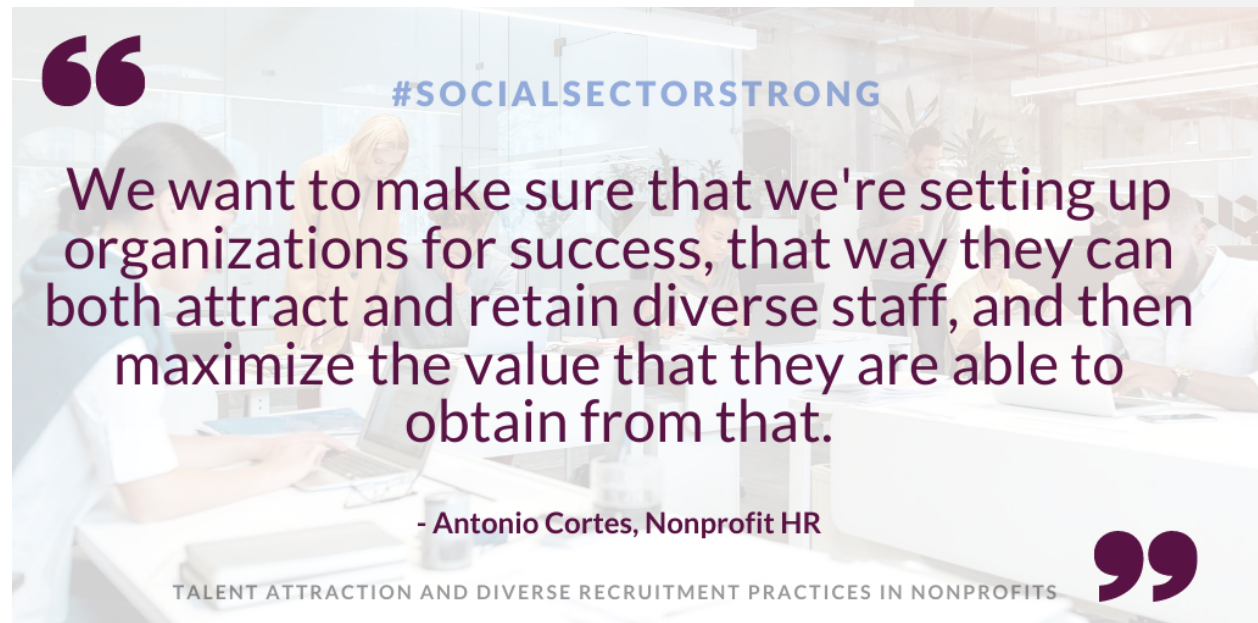 #SOCIALSECTORSTRONG
We want to make sure that we're setting up
organizations for success, that way they can
both attract and retain diverse staff, and then
maximize the value that they are able to
obtain from that.
- Antonio Cortes, Nonprofit HR
TALENT ATTRACTION AND DIVERSE RECRUITMENT PRACTICES IN NONPROFITS